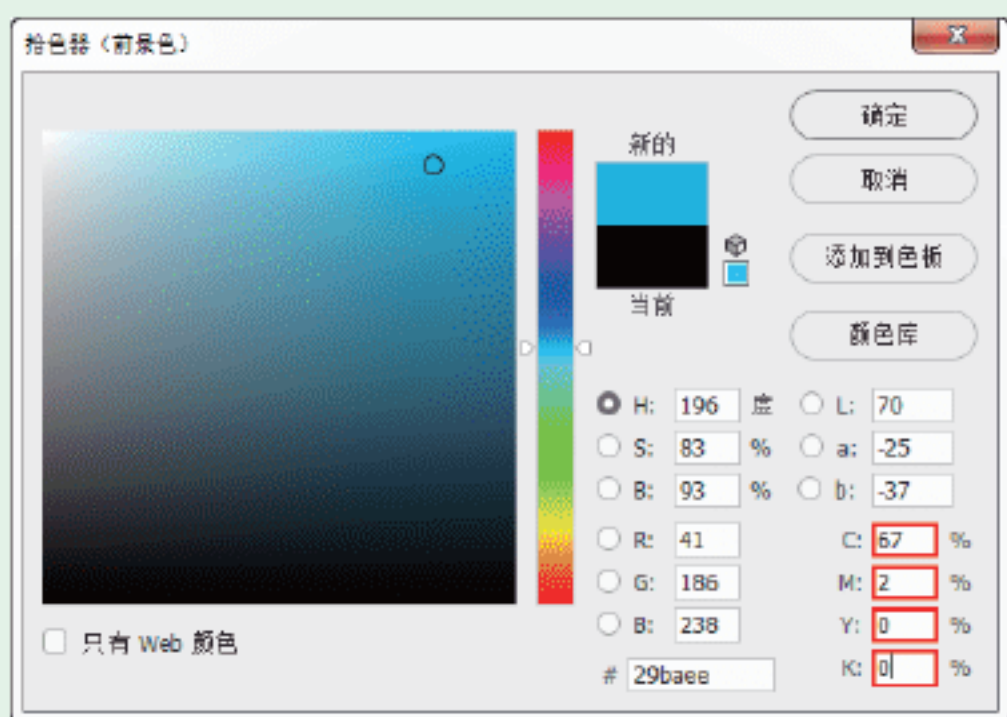 拾色器（前景色）
确定
新的
取消
添加到色板
当前
颜色库
H: 196 度
L: 70
S: 83 %
a: -25
B: 93 %
b: -37
R: 41
C: 67 %
G: 186
M: 2 %
B: 238
Y: 0 %
# 29baee
K: 0 %
只有 Web 颜色